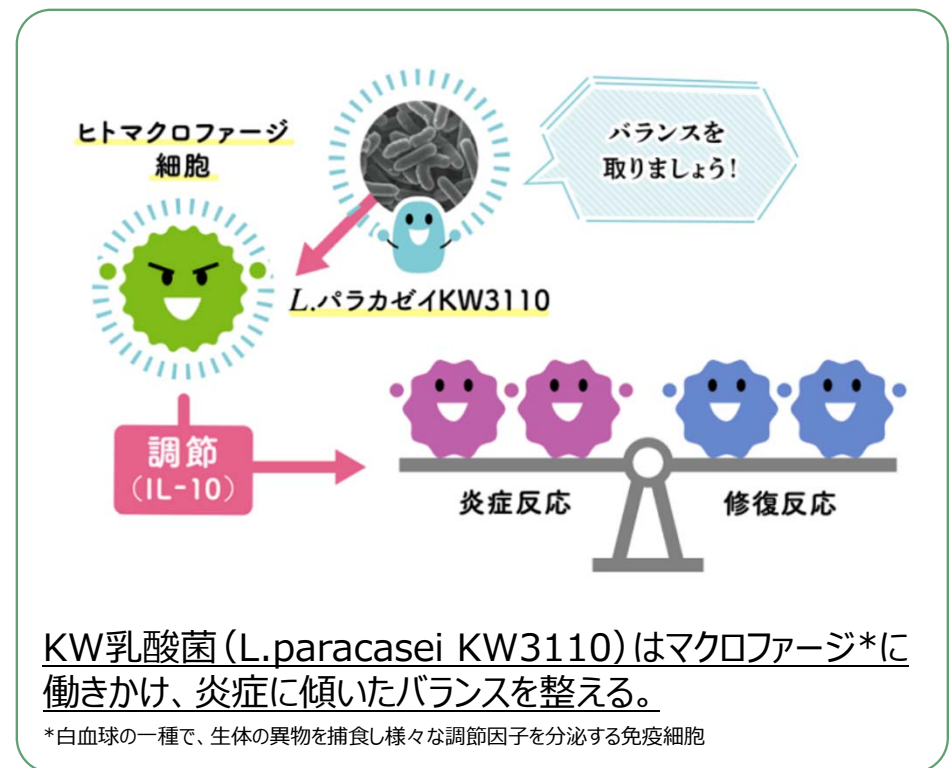 ヒトマクロファージ
細胞
バランスを
取りましょう!
L.パラカゼイKW3110
調節
(IL-10)
炎症反応
修復反応
KW乳酸菌(L.paracasei KW3110)はマクロファージ*に
働きかけ、炎症に傾いたバランスを整える。
*白血球の一種で、生体の異物を捕食し様々な調節因子を分泌する免疫細胞